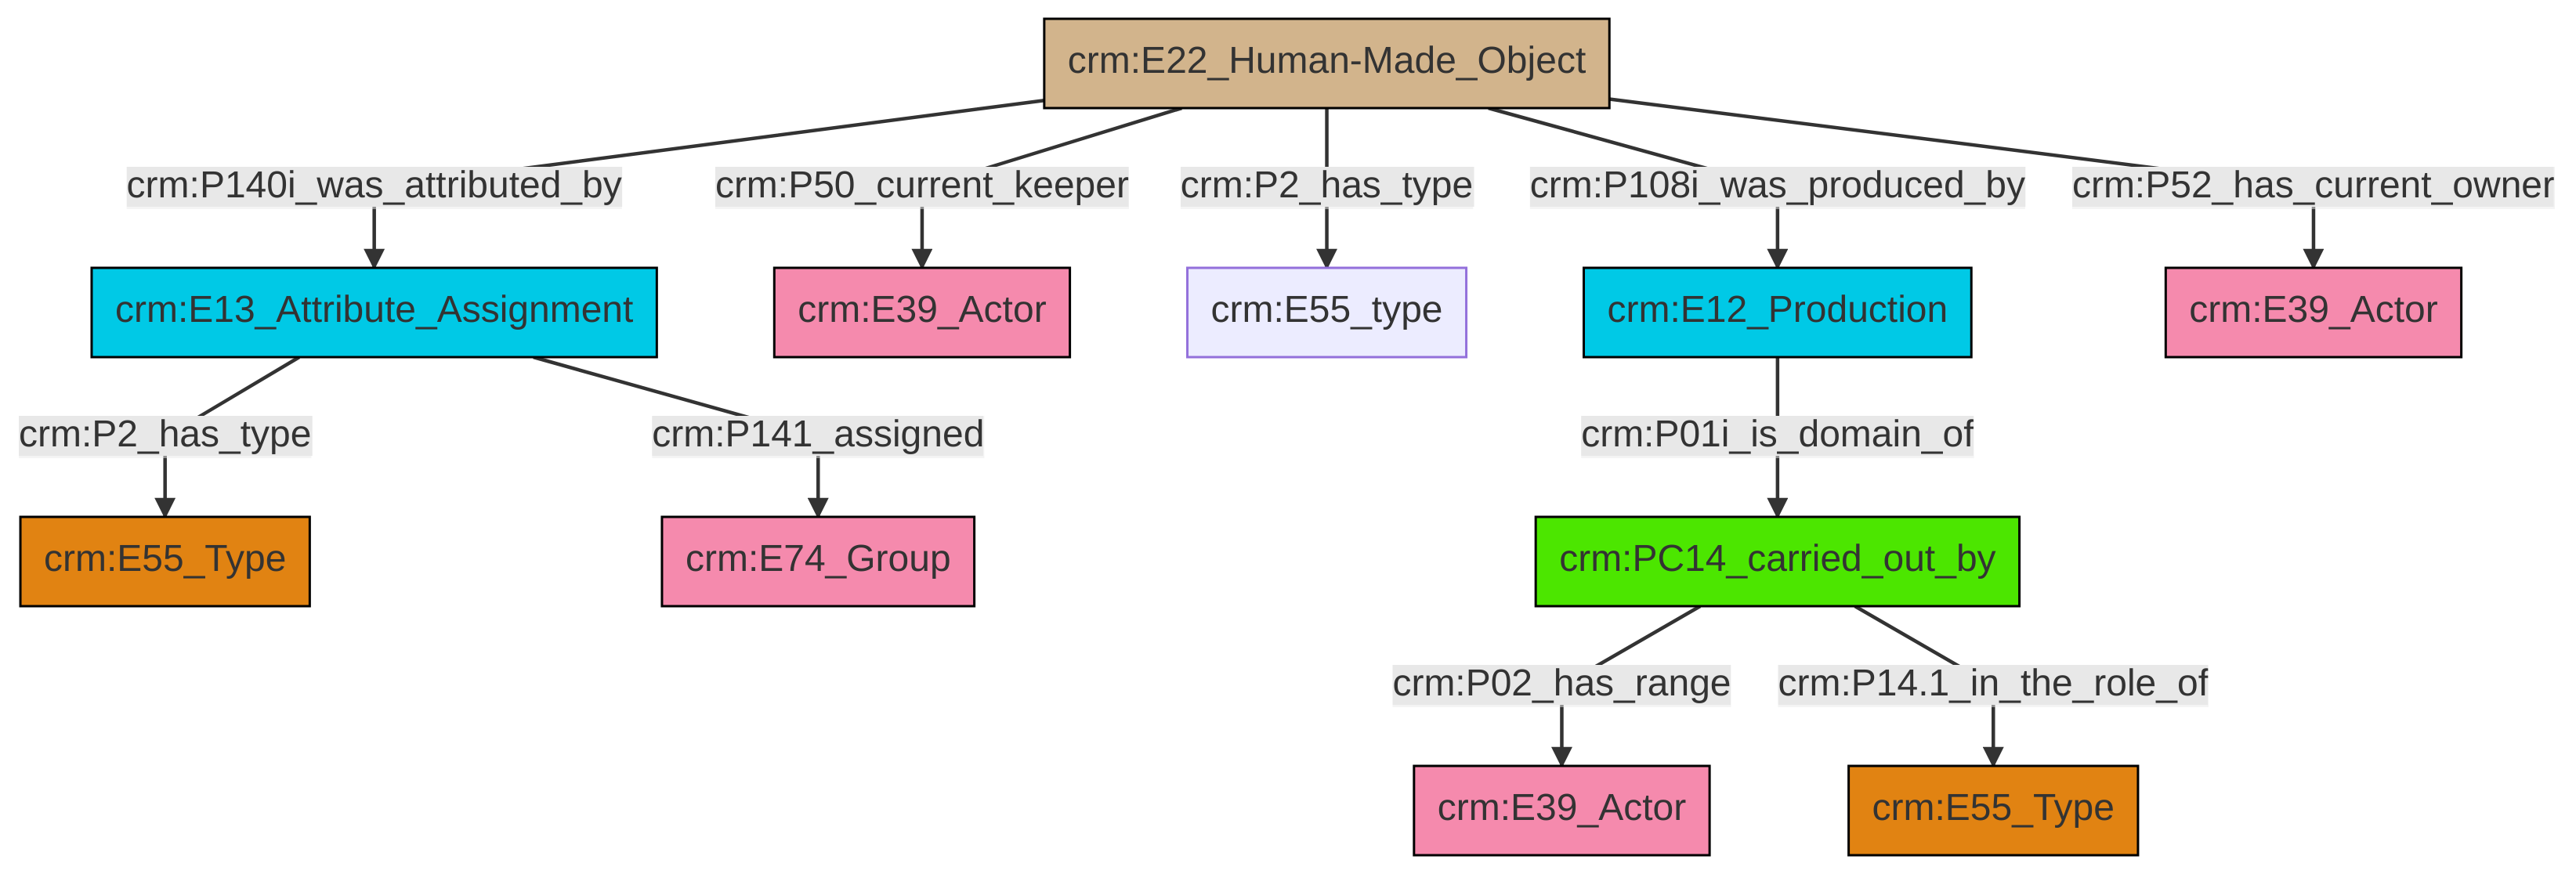 crm:E22_Human-Made_Object
crm:P140i_was_attributed_by
crm:P50_current_keeper
crm:P2_has_type
crm:P108i_was_produced_by
crm:P52_has_current_owner
crm:E13_Attribute_Assignment
crm:E39_Actor
crm:E55_type
crm:E12_Production
crm:E39_Actor
crm:P2_has_type
crm:P141_assigned
crm:P01i_is_domain_of
crm:E55_Type
crm:E74_Group
crm:PC14_carried_out_by
crm:P02_has_range
crm:P14.1_in_the_role_of
crm:E39_Actor
crm:E55_Type